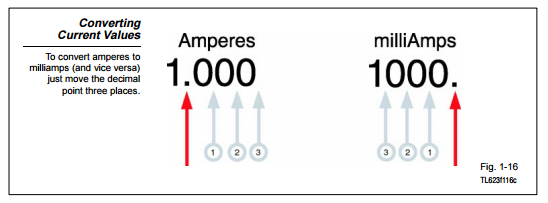 Converting
Current Values
To convert amperes to
milliamps (and vice versa)
just move the decimal
point three places.
Amperes
1.000
1 2 3
milliAmps
1000.
3 2 1
Fig. 1-16
TL623f116c